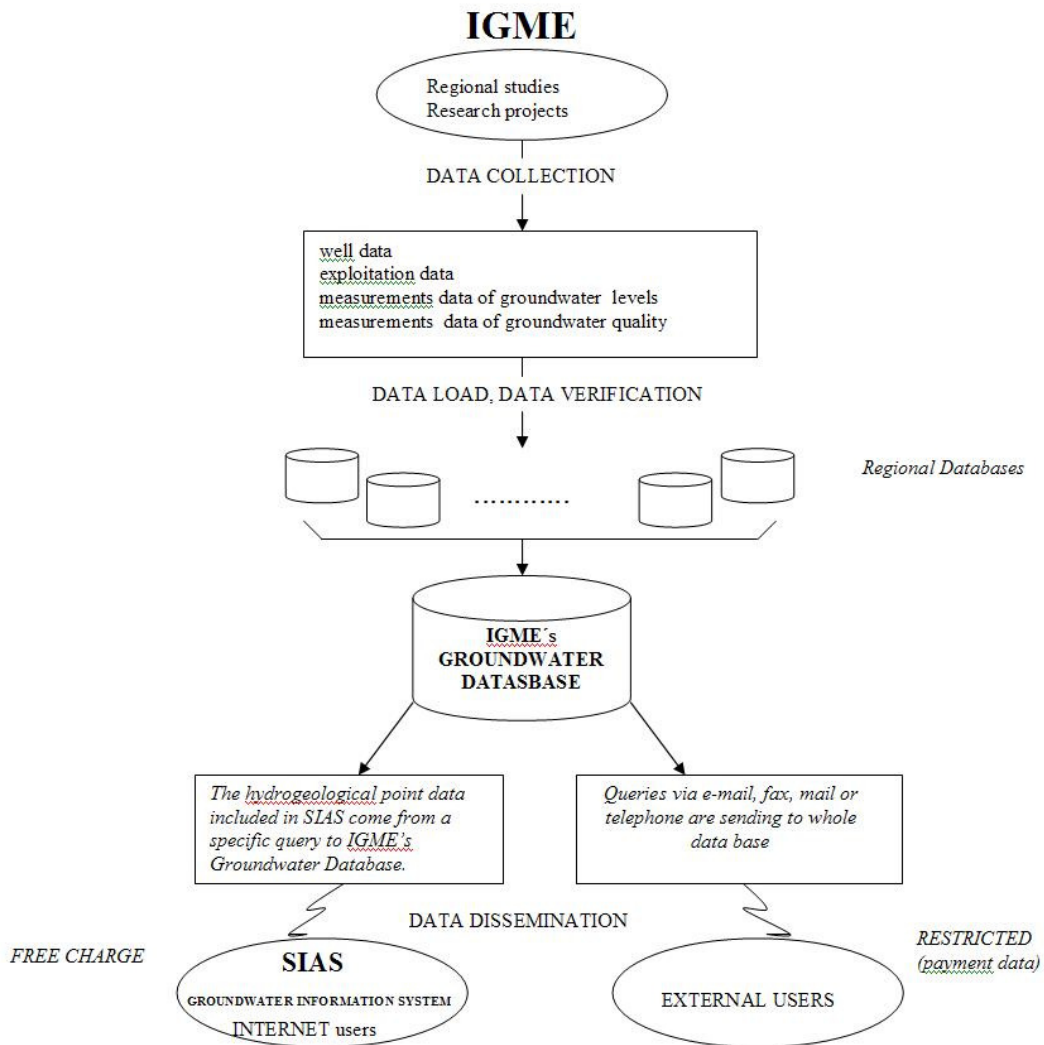 IGME
Regional studies
Research projects
DATA COLLECTION
well data
exploitation data
measurements data of groundwater levels
measurements data of groundwater quality
DATA LOAD, DATA VERIFICATION
Regional Databases
............
IGME´s
GROUNDWATER
DATASBASE
The hydrogeological point data
included in SIAS come from a
specific query to IGME's
Groundwater Database.
Queries via e-mail, fax, mail or
telephone are sending to whole
data base
DATA DISSEMINATION
FREE CHARGE
SIAS
GROUNDWATER INFORMATION SYSTEM
INTERNET users
EXTERNAL USERS
RESTRICTED
(payment data)